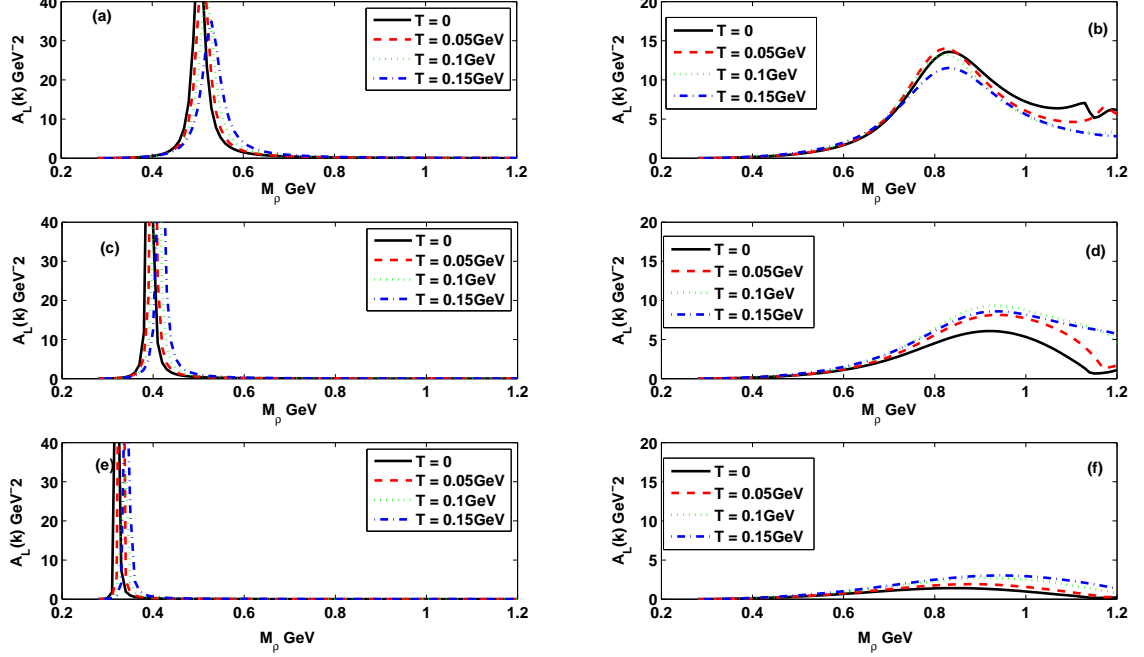 (a)
A_L(k) GeV^-2
40
30
20
10
0
T = 0
T = 0.05GeV
T = 0.1GeV
T = 0.15GeV
0.2 0.4 0.6 0.8 1 1.2
M_ρ GeV
(b)
A_L(k) GeV^-2
20
15
10
5
0
T = 0
T = 0.05GeV
T = 0.1GeV
T = 0.15GeV
0.2 0.4 0.6 0.8 1 1.2
M_ρ GeV
(c)
A_L(k) GeV^-2
40
30
20
10
0
T = 0
T = 0.05GeV
T = 0.1GeV
T = 0.15GeV
0.2 0.4 0.6 0.8 1 1.2
M_ρ GeV
(d)
A_L(k) GeV^-2
20
15
10
5
0
T = 0
T = 0.05GeV
T = 0.1GeV
T = 0.15GeV
0.2 0.4 0.6 0.8 1 1.2
M_ρ GeV
(e)
A_L(k) GeV^-2
40
30
20
10
0
T = 0
T = 0.05GeV
T = 0.1GeV
T = 0.15GeV
0.2 0.4 0.6 0.8 1 1.2
M_ρ GeV
(f)
A_L(k) GeV^-2
20
15
10
5
0
T = 0
T = 0.05GeV
T = 0.1GeV
T = 0.15GeV
0.2 0.4 0.6 0.8 1 1.2
M_ρ GeV